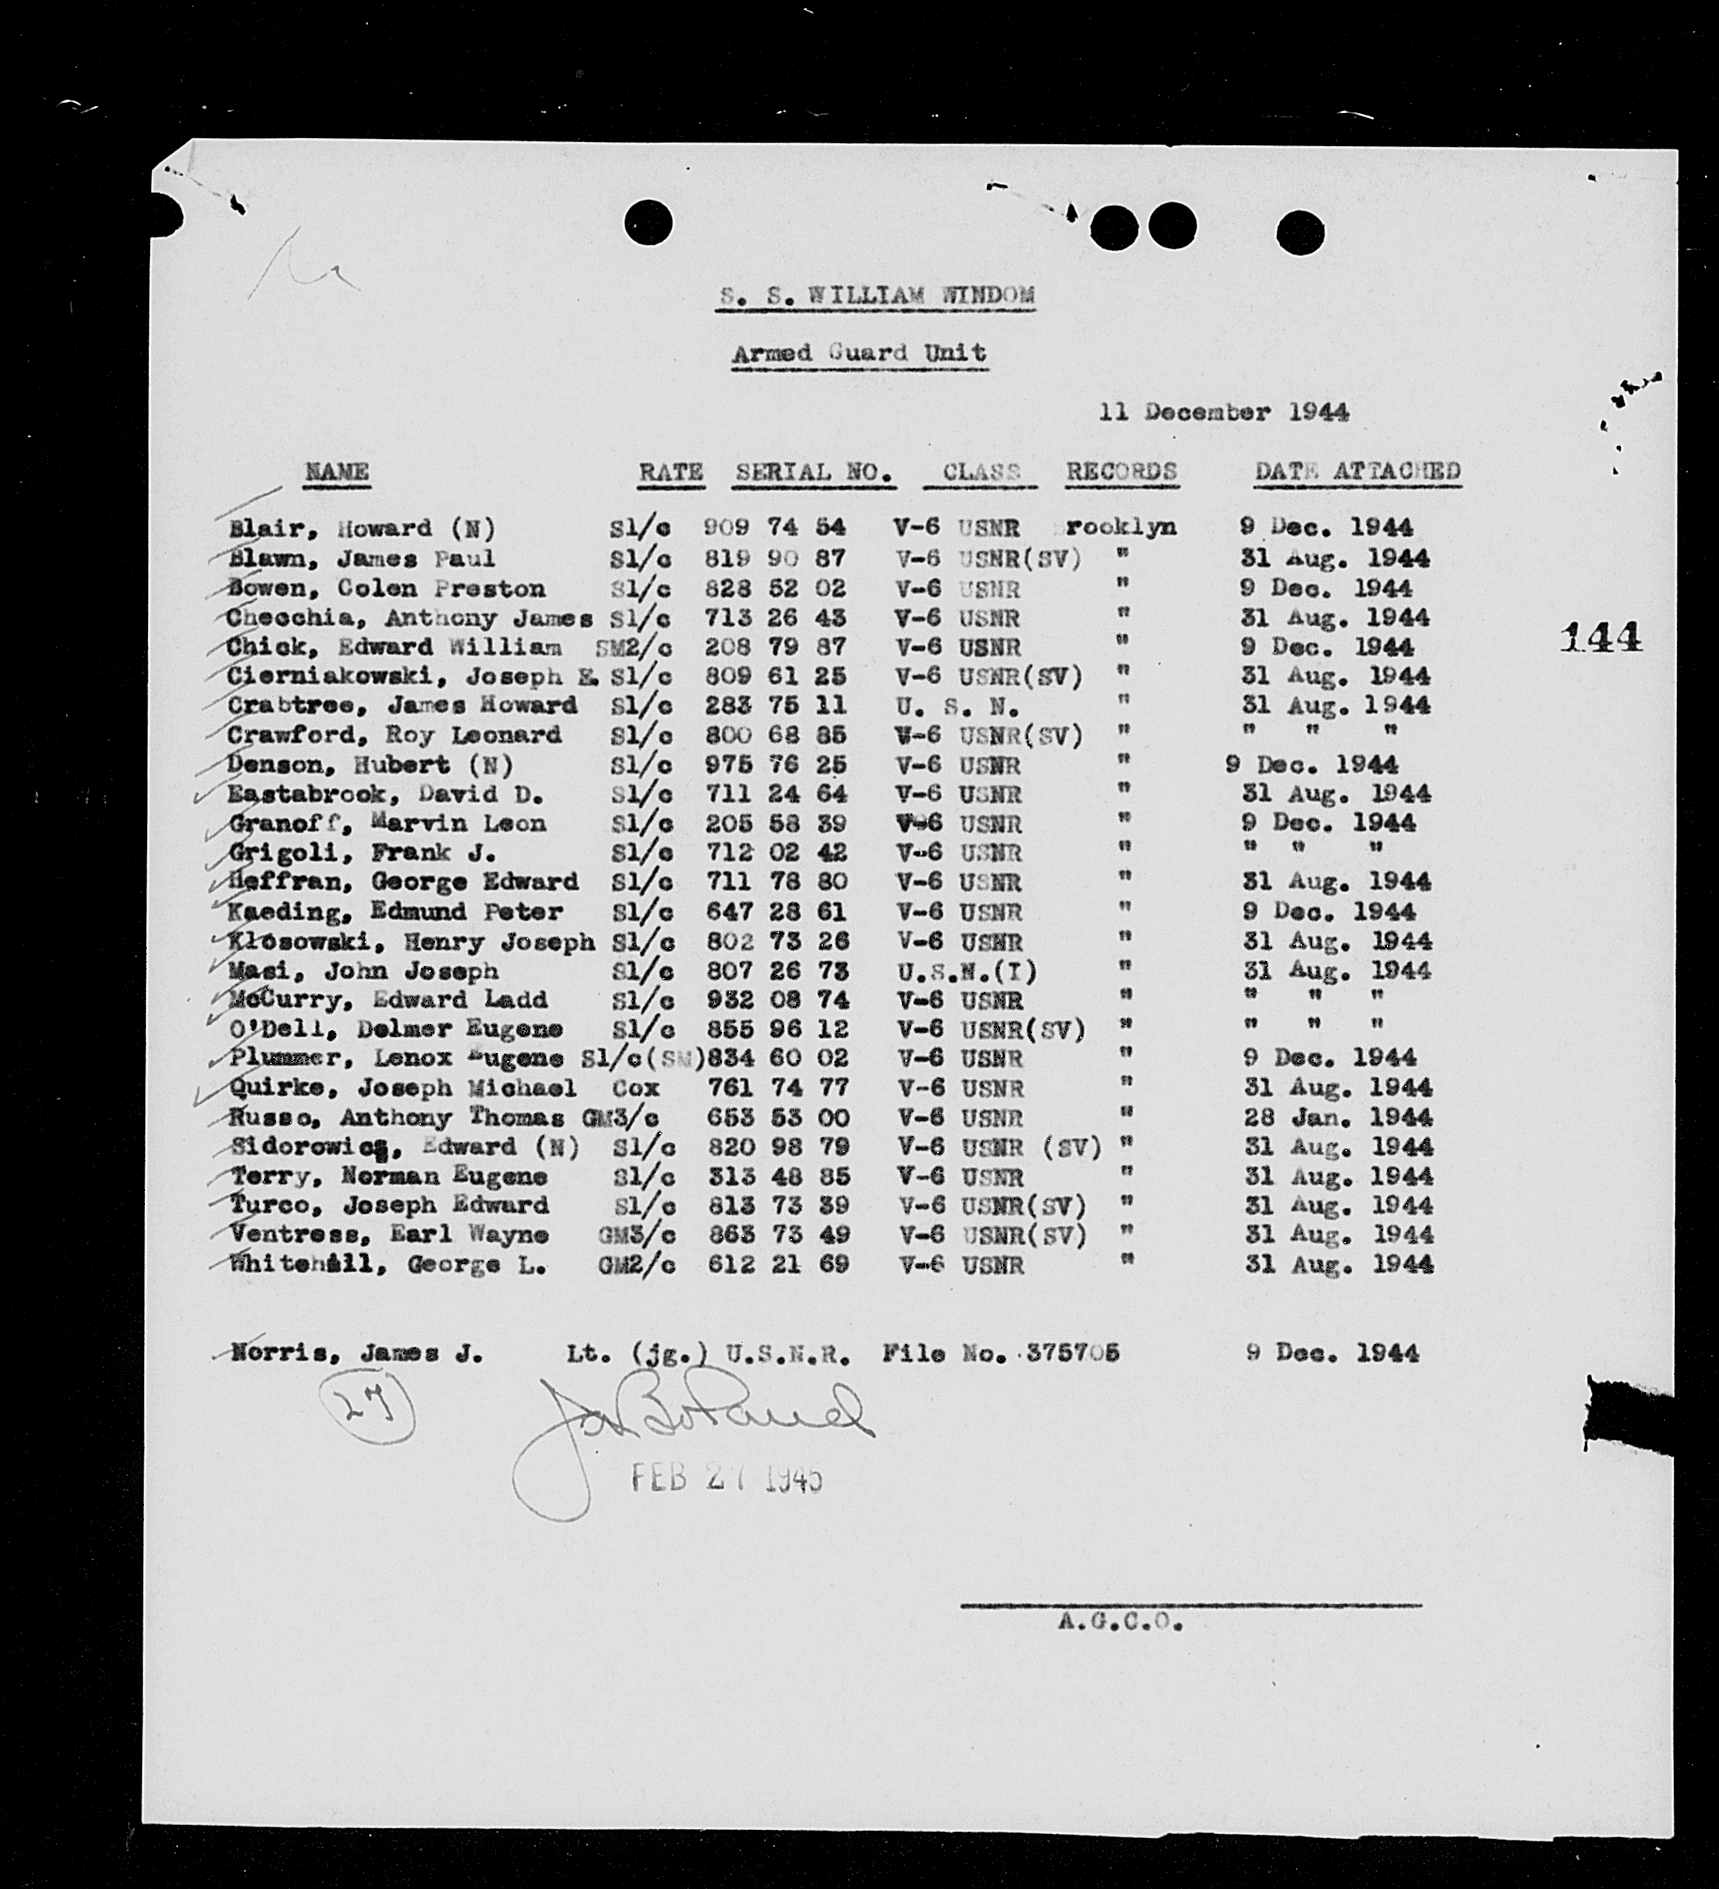 S. S. WILLIAM WINDOM
Armed Guard Unit
11 December 1944
NAME RATE SERIAL NO. CLASS RECORDS DATE ATTACHED
Blair, Howard (N) S1/c 909 74 54 V-6 USNR Brooklyn 9 Dec. 1944
Blawn, James Paul S1/c 819 90 87 V-6 USNR(SV) " 31 Aug. 1944
Bowen, Colen Preston S1/c 828 52 02 V-6 USNR " 9 Dec. 1944
Checchia, Anthony James S1/c 713 26 43 V-6 USNR " 31 Aug. 1944
Chick, Edward William SM2/c 208 79 87 V-6 USNR " 9 Dec. 1944
144
Cierniakowski, Joseph E. S1/c 809 61 25 V-6 USNR(SV) " 31 Aug. 1944
Crabtree, James Howard S1/c 283 75 11 U. S. N. " 31 Aug. 1944
Crawford, Roy Leonard S1/c 800 68 85 V-6 USNR(SV) " " " "
Denson, Hubert (N) S1/c 975 76 25 V-6 USNR " 9 Dec. 1944
Eastabrook, David D. S1/c 711 24 64 V-6 USNR " 31 Aug. 1944
Granoff, Marvin Leon S1/c 205 58 39 V-6 USNR " 9 Dec. 1944
Grigoli, Frank J. S1/c 712 02 42 V-6 USNR " " " "
Heffran, George Edward S1/c 711 78 80 V-6 USNR " 31 Aug. 1944
Kaeding, Edmund Peter S1/c 647 28 61 V-6 USNR " 9 Dec. 1944
Klosowski, Henry Joseph S1/c 802 73 26 V-6 USNR " 31 Aug. 1944
Masi, John Joseph S1/c 807 26 73 U.S.N.(I) " 31 Aug. 1944
McCurry, Edward Ladd S1/c 932 08 74 V-6 USNR " " " "
O'Dell, Delmer Eugene S1/c 855 96 12 V-6 USNR(SV) " " " "
Plummer, Lenox Eugene S1/c(SM)834 60 02 V-6 USNR " 9 Dec. 1944
Quirke, Joseph Michael Cox 761 74 77 V-6 USNR " 31 Aug. 1944
Russo, Anthony Thomas GM3/c 653 53 00 V-6 USNR " 28 Jan. 1944
Sidorowicz, Edward (N) S1/c 820 98 79 V-6 USNR (SV) " 31 Aug. 1944
Terry, Norman Eugene S1/c 313 48 85 V-6 USNR " 31 Aug. 1944
Turco, Joseph Edward S1/c 813 73 39 V-6 USNR(SV) " 31 Aug. 1944
Ventress, Earl Wayne GM3/c 863 73 49 V-6 USNR(SV) " 31 Aug. 1944
Whitehill, George L. GM2/c 612 21 69 V-6 USNR " 31 Aug. 1944
Norris, James J. Lt. (jg.) U.S.N.R. File No. 375705 9 Dec. 1944
27
FEB 27 1945
A.G.C.O.